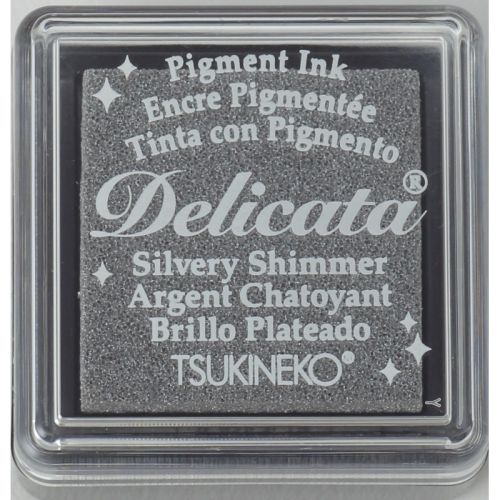 Pigment Ink
Encre Pigmentée
Tinta con Pigmento
Delicata®
Silvery Shimmer
Argent Chatoyant
Brillo Plateado
TSUKINEKO®
Y